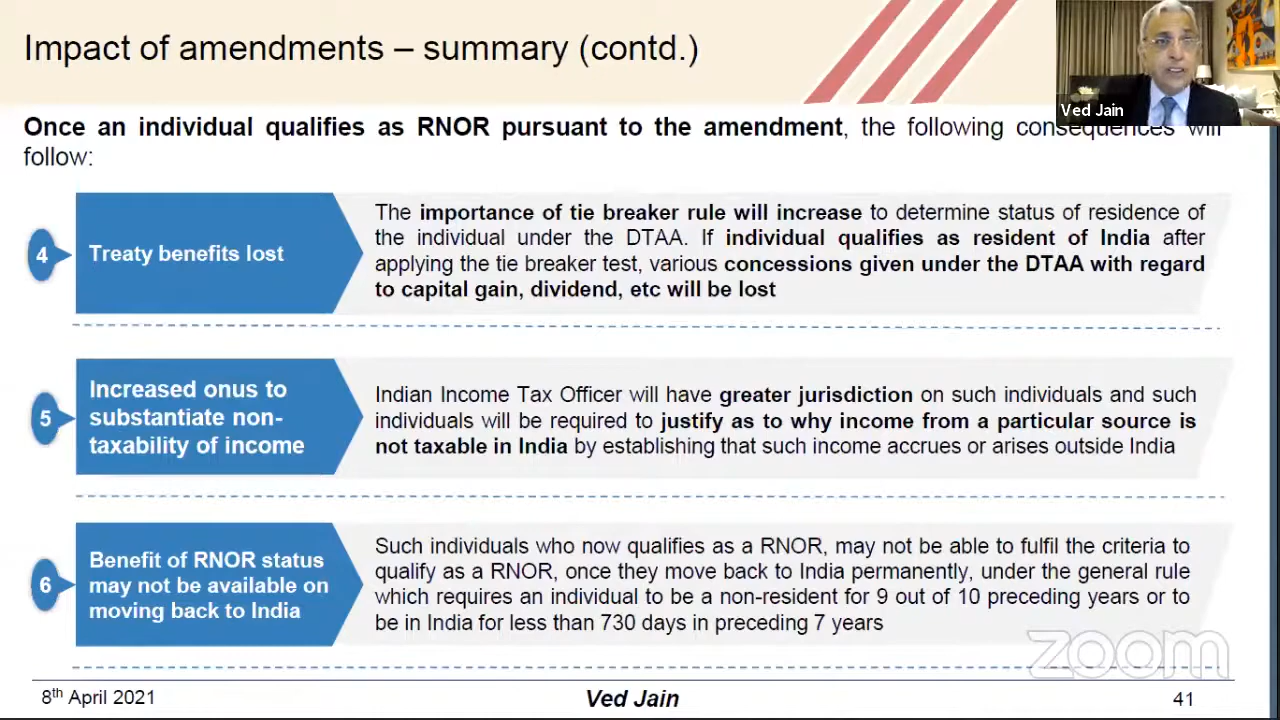 Impact of amendments – summary (contd.)
Ved Jain
Once an individual qualifies as RNOR pursuant to the amendment, the following consequences will
follow:
4
Treaty benefits lost
The importance of tie breaker rule will increase to determine status of residence of
the individual under the DTAA. If individual qualifies as resident of India after
applying the tie breaker test, various concessions given under the DTAA with regard
to capital gain, dividend, etc will be lost
5
Increased onus to
substantiate non-
taxability of income
Indian Income Tax Officer will have greater jurisdiction on such individuals and such
individuals will be required to justify as to why income from a particular source is
not taxable in India by establishing that such income accrues or arises outside India
6
Benefit of RNOR status
may not be available on
moving back to India
Such individuals who now qualifies as a RNOR, may not be able to fulfil the criteria to
qualify as a RNOR, once they move back to India permanently, under the general rule
which requires an individual to be a non-resident for 9 out of 10 preceding years or to
be in India for less than 730 days in preceding 7 years
zoom
8th April 2021
Ved Jain
41